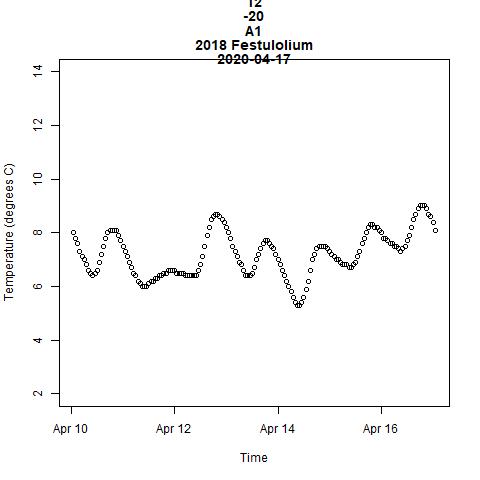 T2
-20
A1
2018 Festulolium
2020-04-17
14
12
10
8
6
4
2
Temperature (degrees C)
Apr 10
Apr 12
Apr 14
Apr 16
Time